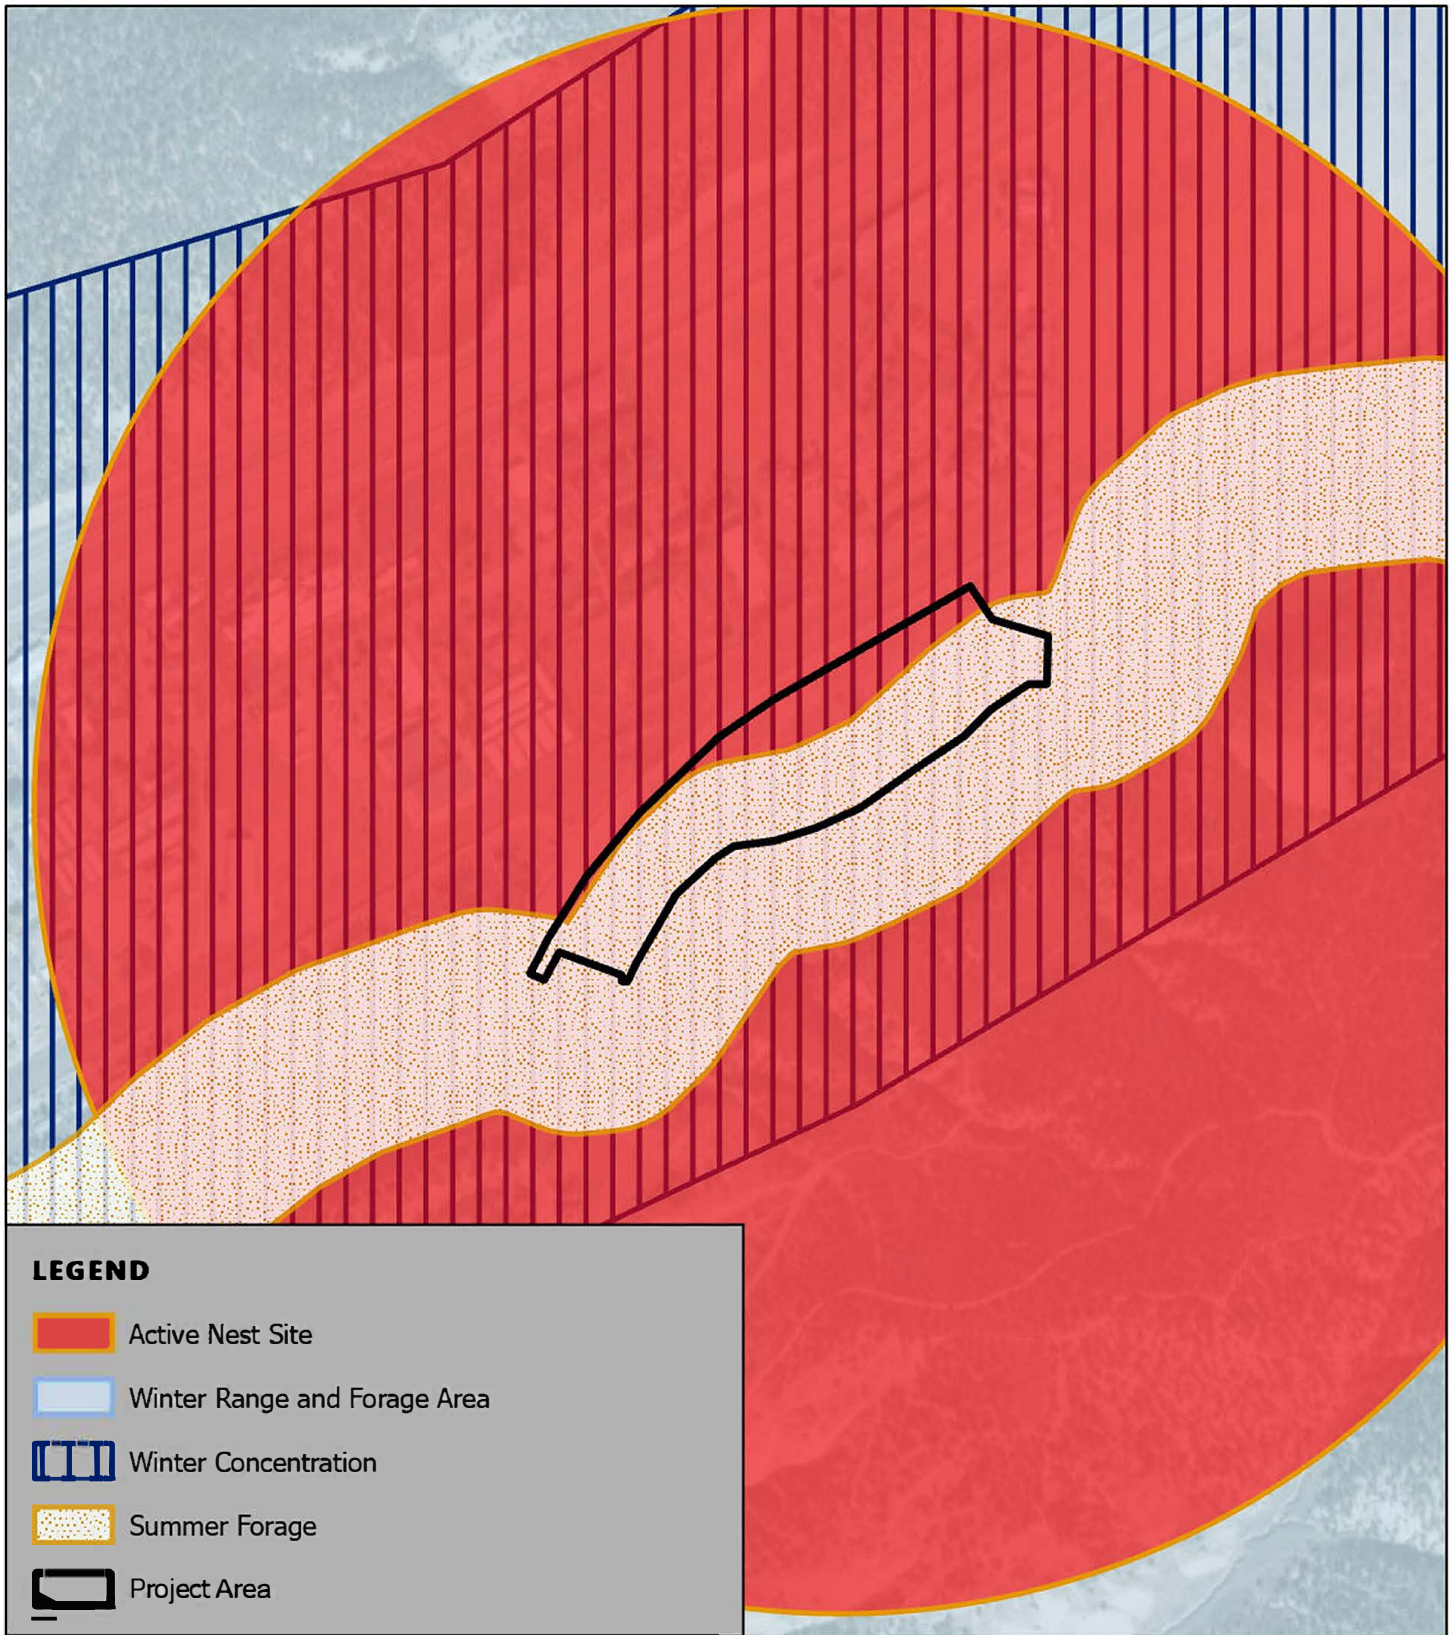 LEGEND
Active Nest Site
Winter Range and Forage Area
Winter Concentration
Summer Forage
Project Area